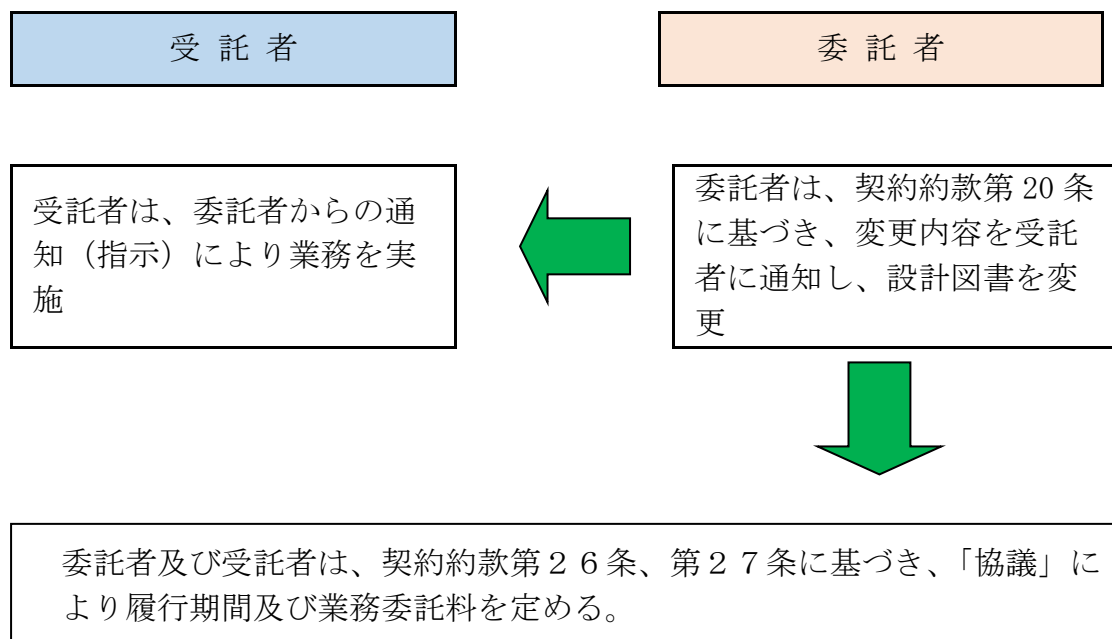 受 託 者
委 託 者
受託者は、委託者からの通
知（指示）により業務を実
施
委託者は、契約約款第 20 条
に基づき、変更内容を受託
者に通知し、設計図書を変
更
委託者及び受託者は、契約約款第２６条、第２７条に基づき、「協議」に
より履行期間及び業務委託料を定める。